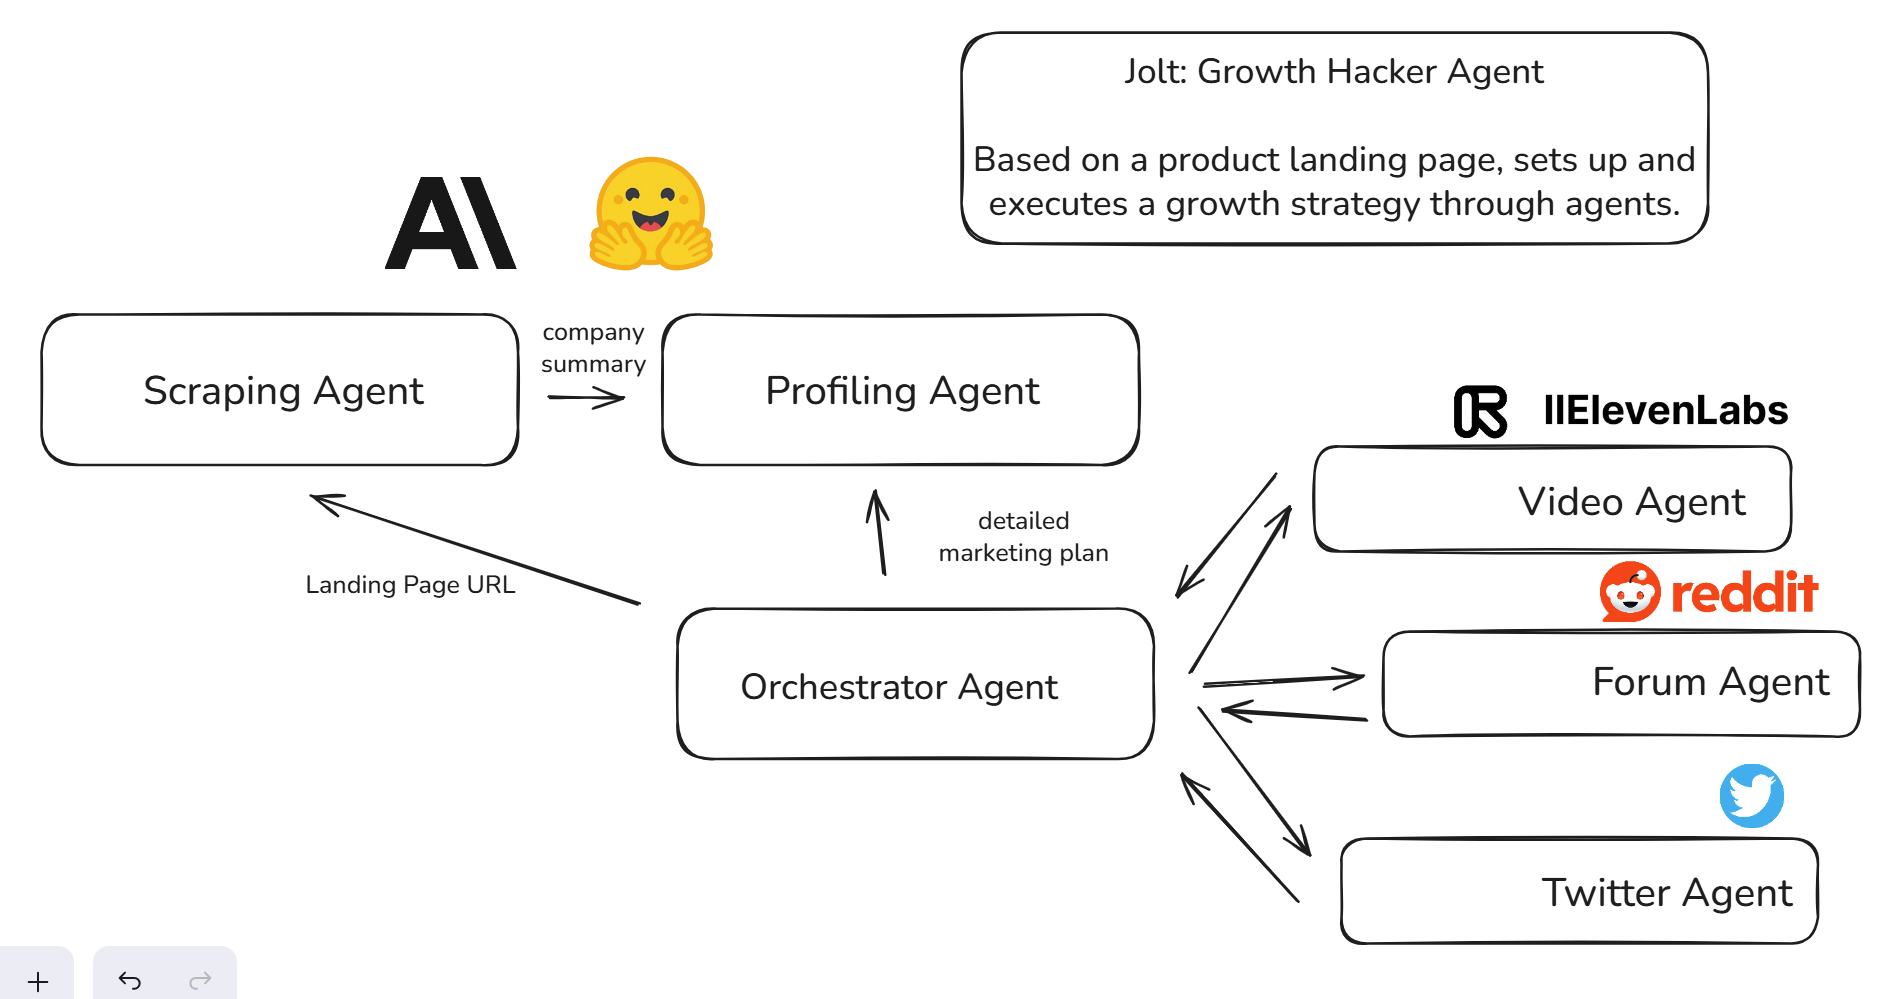 Jolt: Growth Hacker Agent
Based on a product landing page, sets up and
executes a growth strategy through agents.
Scraping Agent
company
summary
Profiling Agent
IIElevenLabs
Video Agent
detailed
marketing plan
Landing Page URL
reddit
Orchestrator Agent
Forum Agent
Twitter Agent